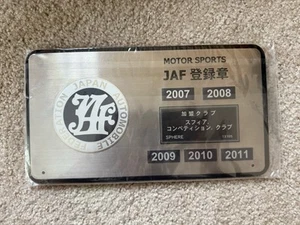 MOTOR SPORTS
JAF 登録章
JAPAN AUTOMOBILE FEDERATION
JAF
2007 2008
加盟クラブ
スフィア
コンペティション クラブ
SPHERE
2009 2010 2011